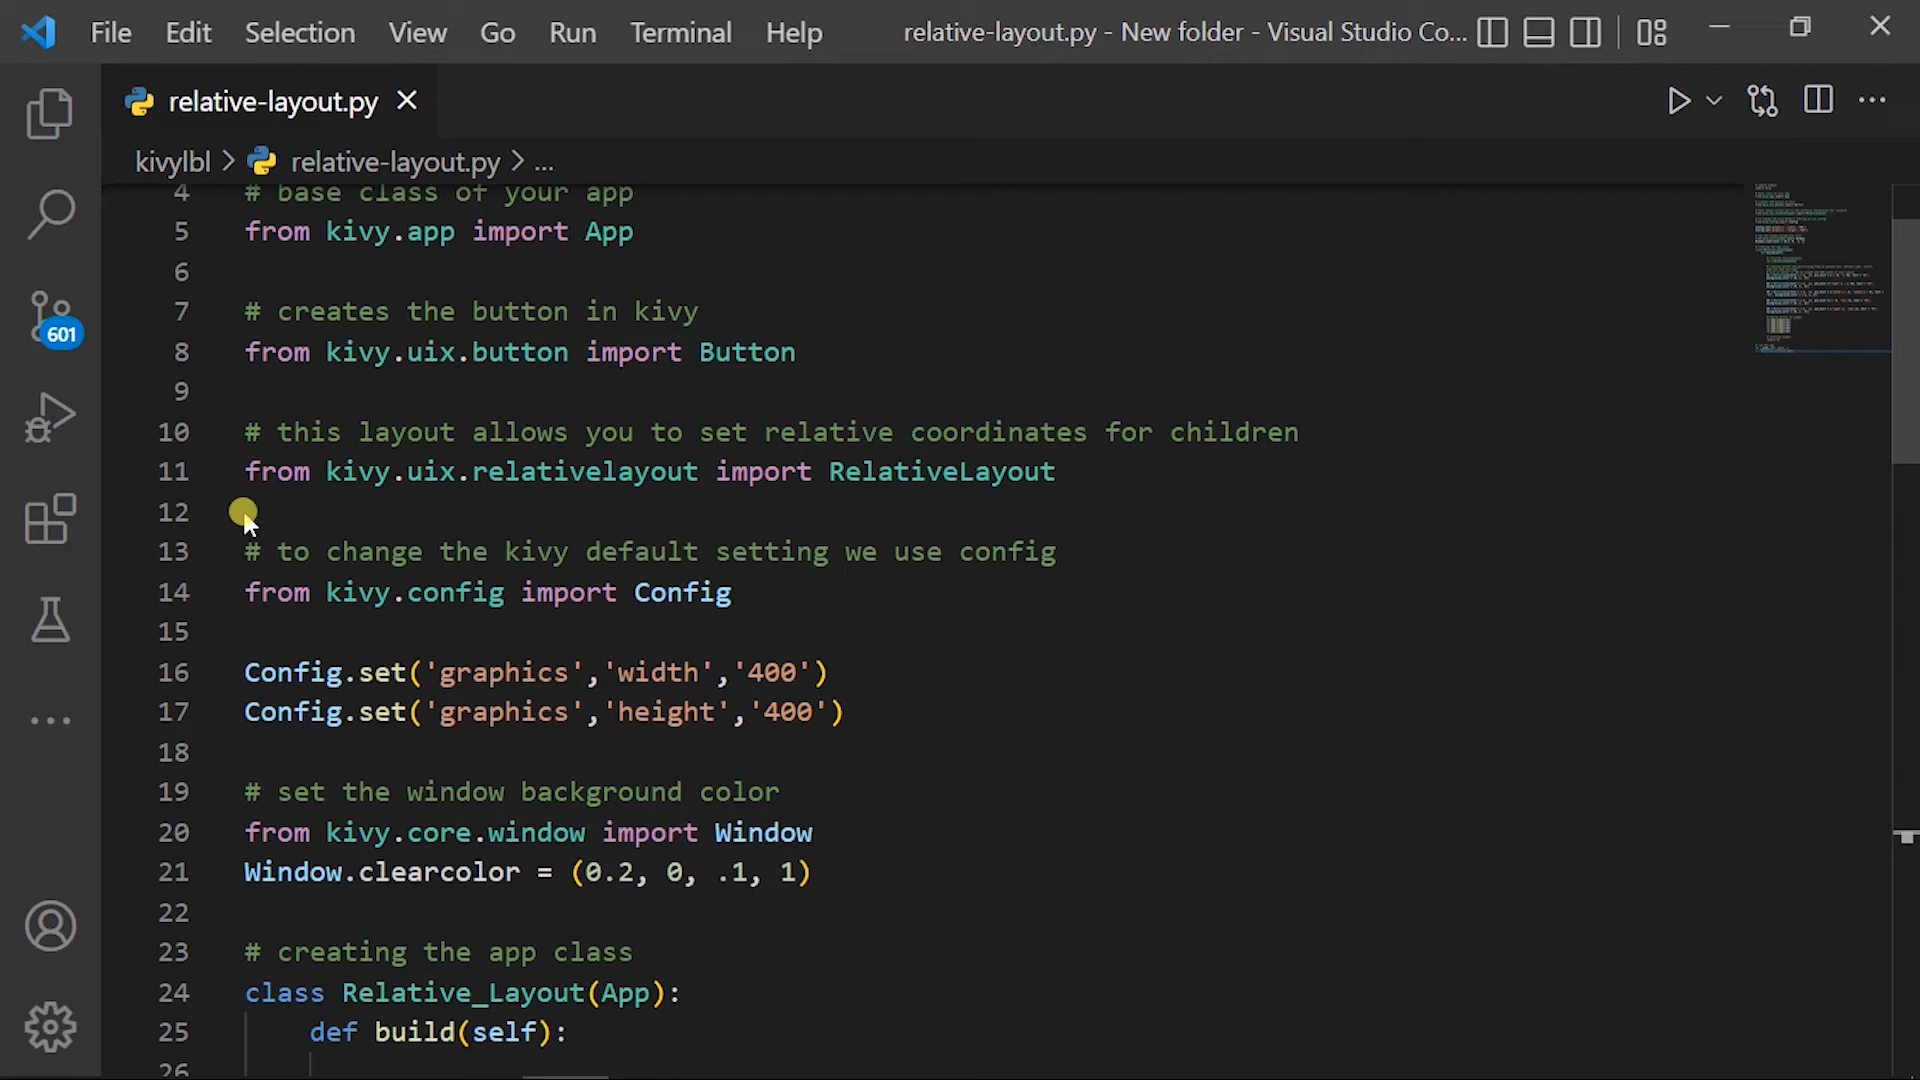 File Edit Selection View Go Run Terminal Help relative-layout.py - New folder - Visual Studio Co...
relative-layout.py
kivylbl > relative-layout.py > ...
601
4 # base class of your app
5 from kivy.app import App
6
7 # creates the button in kivy
8 from kivy.uix.button import Button
9
10 # this layout allows you to set relative coordinates for children
11 from kivy.uix.relativelayout import RelativeLayout
12
13 # to change the kivy default setting we use config
14 from kivy.config import Config
15
16 Config.set('graphics','width','400')
17 Config.set('graphics','height','400')
18
19 # set the window background color
20 from kivy.core.window import Window
21 Window.clearcolor = (0.2, 0, .1, 1)
22
23 # creating the app class
24 class Relative_Layout(App):
25 def build(self):
26